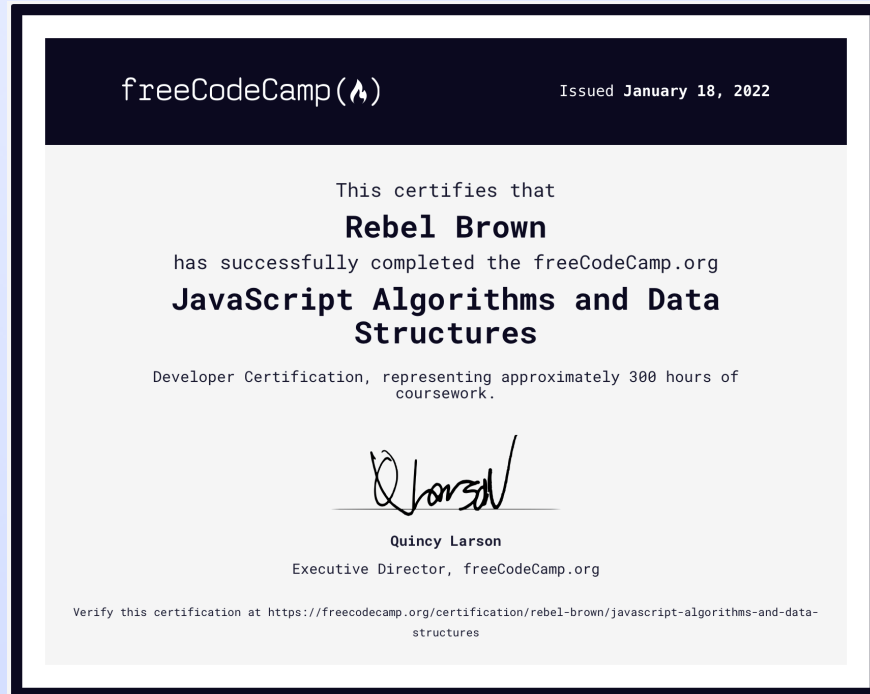 freeCodeCamp(🔥)
Issued January 18, 2022
This certifies that
Rebel Brown
has successfully completed the freeCodeCamp.org
JavaScript Algorithms and Data
Structures
Developer Certification, representing approximately 300 hours of
coursework.
QLarson
Quincy Larson
Executive Director, freeCodeCamp.org
Verify this certification at https://freecodecamp.org/certification/rebel-brown/javascript-algorithms-and-data-
structures